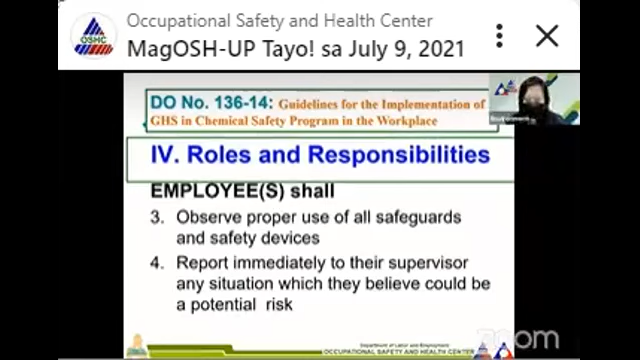 Occupational Safety and Health Center
MagOSH-UP Tayo! sa July 9, 2021
OSHC
DO No. 136-14: Guidelines for the Implementation of
GHS in Chemical Safety Program in the Workplace
IV. Roles and Responsibilities
EMPLOYEE(S) shall
3. Observe proper use of all safeguards
and safety devices
4. Report immediately to their supervisor
any situation which they believe could be
a potential risk
Department of Labor and Employment
OCCUPATIONAL SAFETY AND HEALTH CENTER
zoom